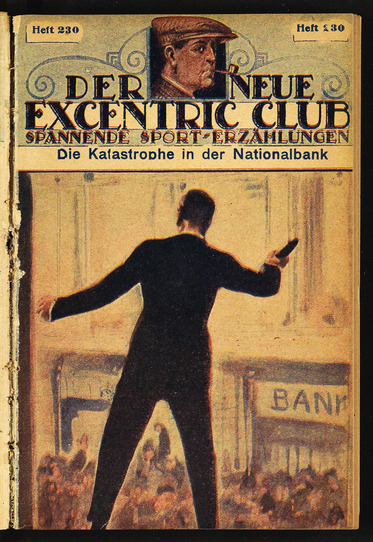 Heft 230
Heft 230
DER NEUE
EXCENTRIC CLUB
SPANNENDE SPORT-ERZÄHLUNGEN
Die Katastrophe in der Nationalbank
BANK